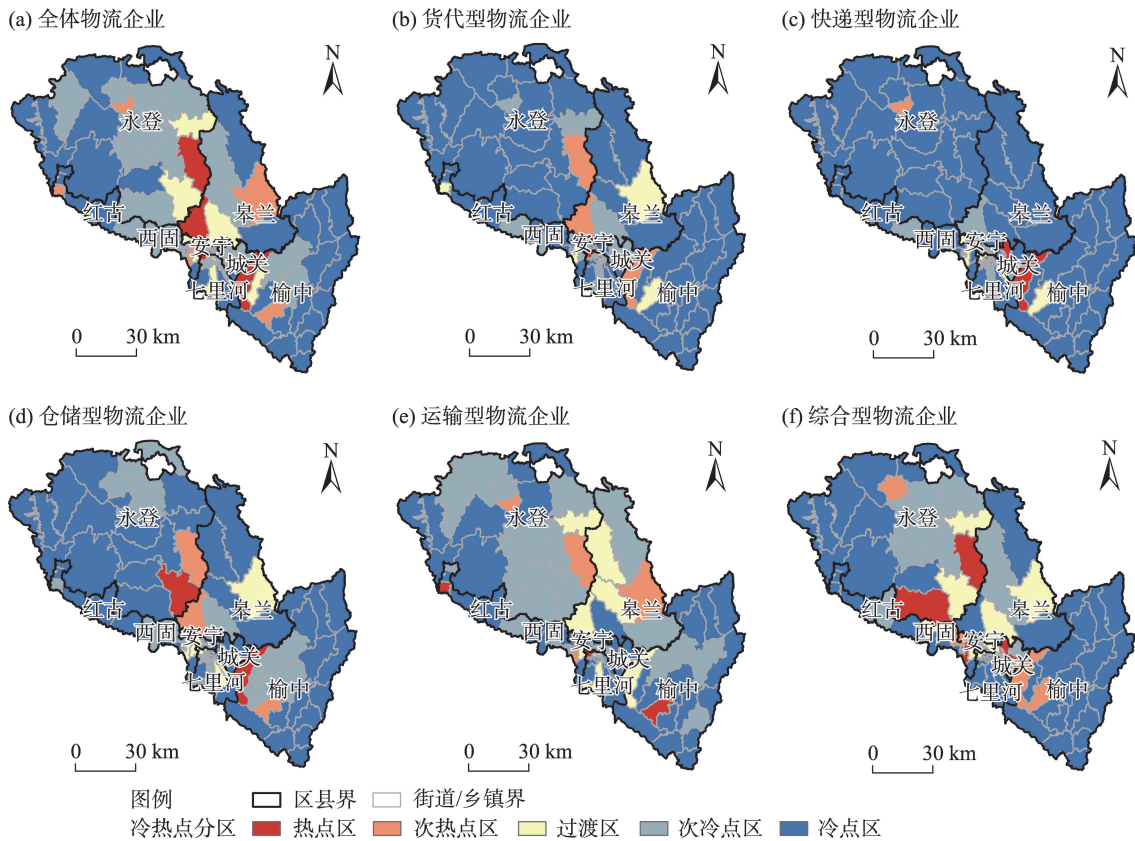 (a) 全体物流企业
(b) 货代型物流企业
(c) 快递型物流企业
N
永登
红古
皋兰
西固
安宁
城关
七里河
榆中
0 30 km
N
永登
红古
皋兰
西固
安宁
城关
七里河
榆中
0 30 km
N
永登
红古
皋兰
西固
安宁
城关
七里河
榆中
0 30 km
(d) 仓储型物流企业
(e) 运输型物流企业
(f) 综合型物流企业
N
永登
红古
皋兰
西固
安宁
城关
七里河
榆中
0 30 km
N
永登
红古
皋兰
西固
安宁
城关
七里河
榆中
0 30 km
N
永登
红古
皋兰
西固
安宁
城关
七里河
榆中
0 30 km
图例 区县界 街道/乡镇界
冷热点分区 热点区 次热点区 过渡区 次冷点区 冷点区